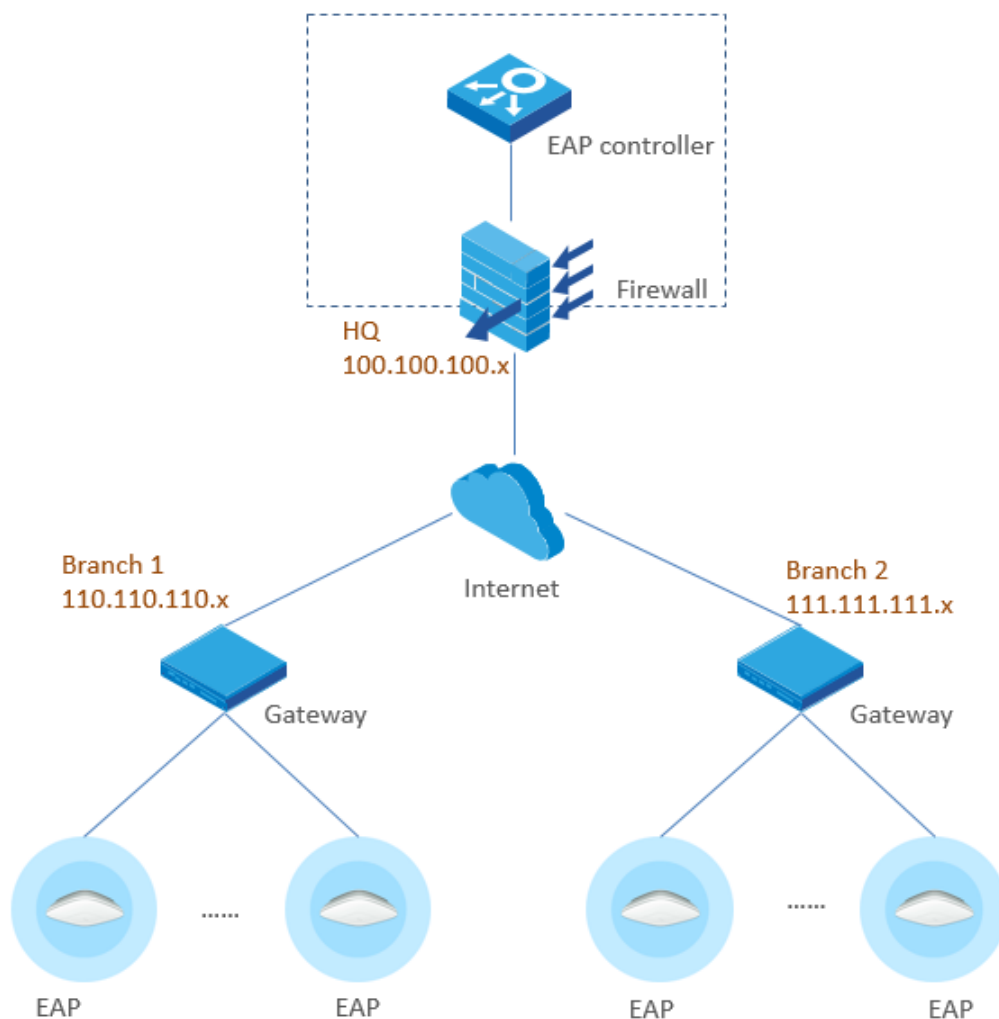 EAP controller
Firewall
HQ
100.100.100.x
Internet
Branch 1
110.110.110.x
Branch 2
111.111.111.x
Gateway
Gateway
......
......
EAP
EAP
EAP
EAP